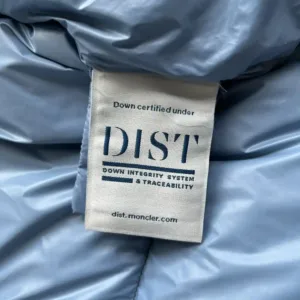 Down certified under
DIST
DOWN INTEGRITY SYSTEM
& TRACEABILITY
dist.moncler.com